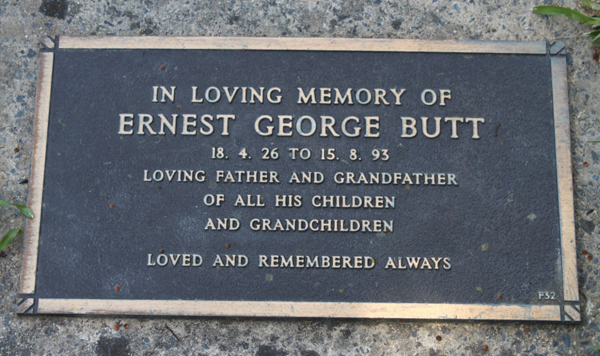 IN LOVING MEMORY OF
ERNEST GEORGE BUTT
18. 4. 26 TO 15. 8. 93
LOVING FATHER AND GRANDFATHER
OF ALL HIS CHILDREN
AND GRANDCHILDREN
LOVED AND REMEMBERED ALWAYS
F32